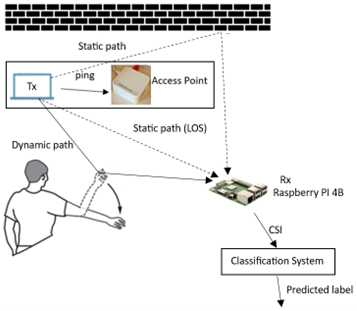 Static path
ping
Tx
Access Point
Static path (LOS)
Dynamic path
Rx
Raspberry PI 4B
CSI
Classification System
Predicted label